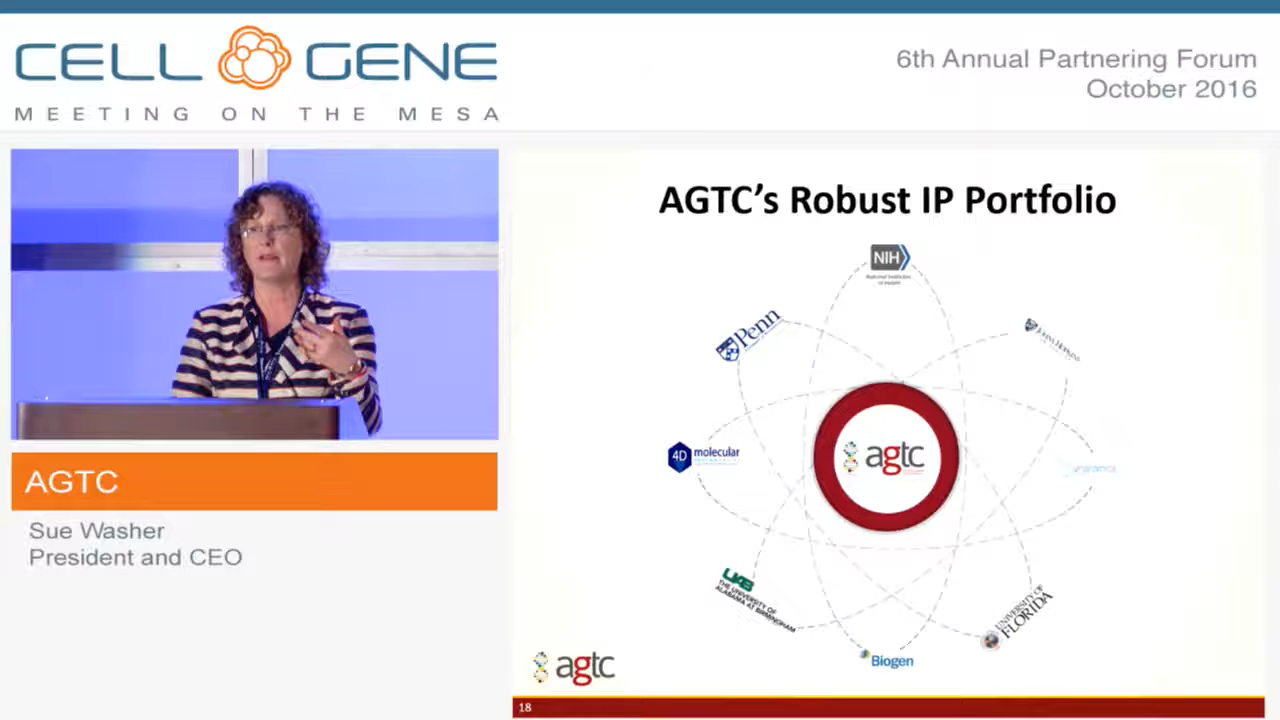 CELL GENE
MEETING ON THE MESA
6th Annual Partnering Forum
October 2016
AGTC's Robust IP Portfolio
NIH
Penn
JOHNS HOPKINS
4D molecular
agtc
UAB
THE UNIVERSITY OF
ALABAMA AT BIRMINGHAM
UNIVERSITY OF
FLORIDA
Biogen
agtc
18
AGTC
Sue Washer
President and CEO